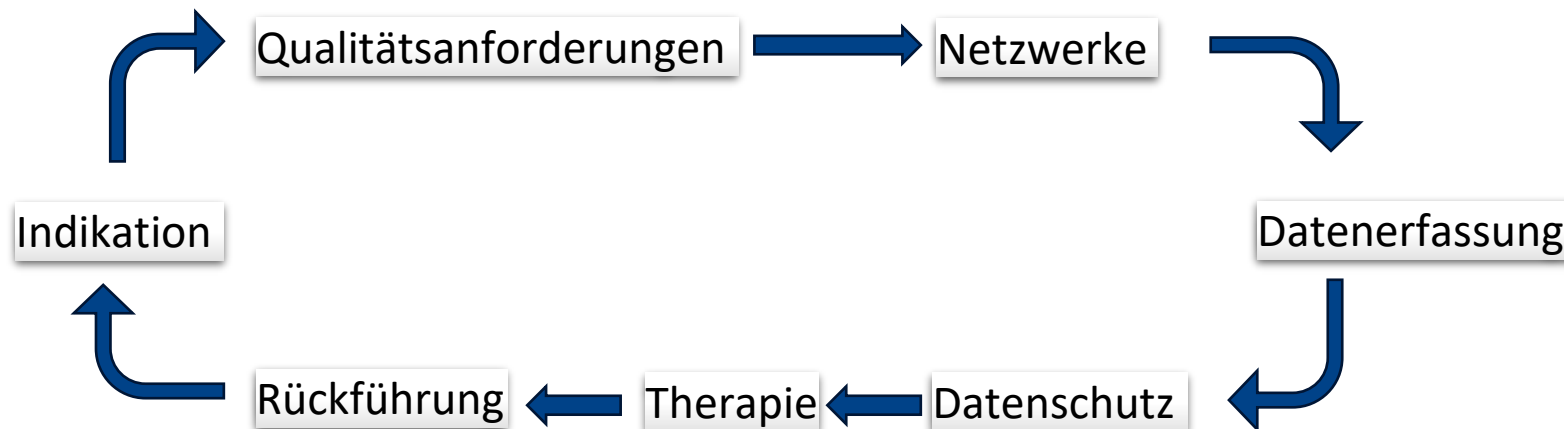 Qualitätsanforderungen
Netzwerke
Indikation
Datenerfassung
Rückführung
Therapie
Datenschutz